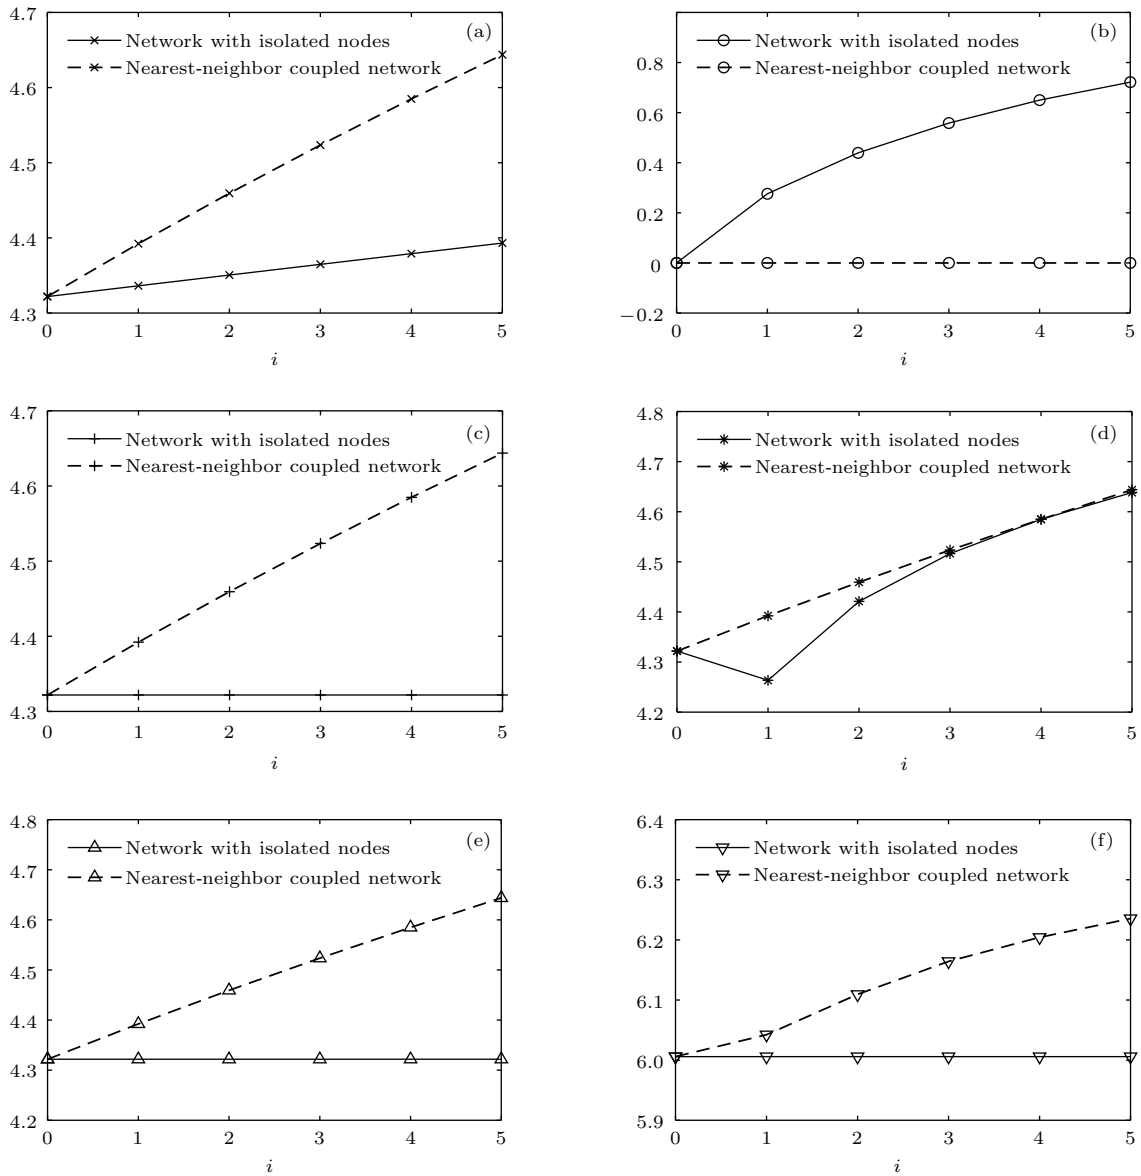 4.7
(a)
Network with isolated nodes
Nearest-neighbor coupled network
4.6
4.5
4.4
4.3
0 1 2 3 4 5
i
(b)
Network with isolated nodes
Nearest-neighbor coupled network
0.8
0.6
0.4
0.2
0
−0.2
0 1 2 3 4 5
i
4.7
(c)
Network with isolated nodes
Nearest-neighbor coupled network
4.6
4.5
4.4
4.3
0 1 2 3 4 5
i
4.8
(d)
Network with isolated nodes
Nearest-neighbor coupled network
4.7
4.6
4.5
4.4
4.3
4.2
0 1 2 3 4 5
i
4.8
(e)
Network with isolated nodes
Nearest-neighbor coupled network
4.7
4.6
4.5
4.4
4.3
4.2
0 1 2 3 4 5
i
6.4
(f)
Network with isolated nodes
Nearest-neighbor coupled network
6.3
6.2
6.1
6.0
5.9
0 1 2 3 4 5
i